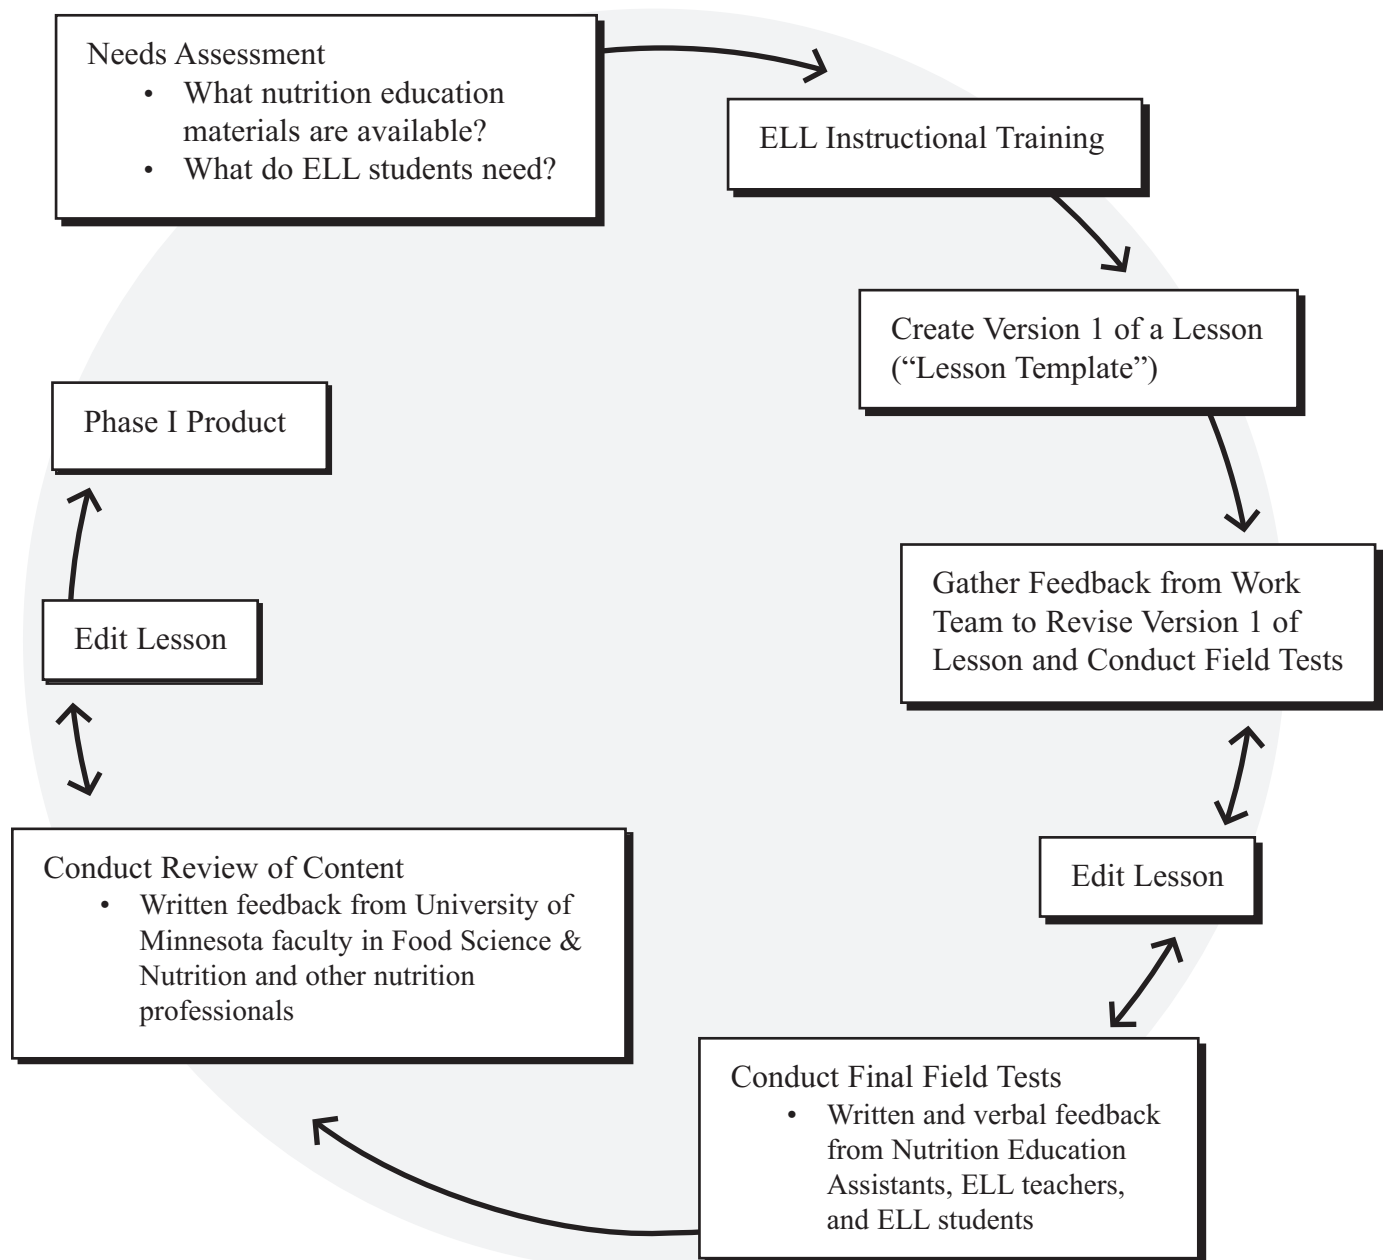 Needs Assessment
• What nutrition education
materials are available?
• What do ELL students need?
ELL Instructional Training
Create Version 1 of a Lesson
(“Lesson Template”)
Gather Feedback from Work
Team to Revise Version 1 of
Lesson and Conduct Field Tests
Edit Lesson
Conduct Final Field Tests
• Written and verbal feedback
from Nutrition Education
Assistants, ELL teachers,
and ELL students
Conduct Review of Content
• Written feedback from University of
Minnesota faculty in Food Science &
Nutrition and other nutrition
professionals
Edit Lesson
Phase I Product